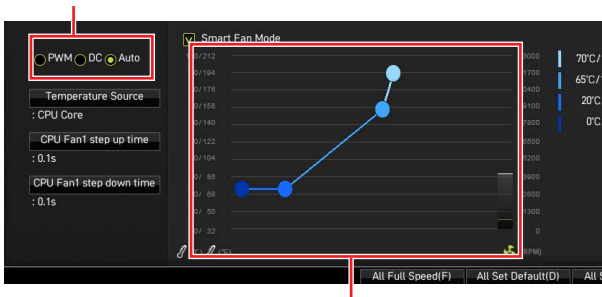 PWM DC Auto
Temperature Source
: CPU Core
CPU Fan1 step up time
: 0.1s
CPU Fan1 step down time
: 0.1s
Smart Fan Mode
0/212 3000
0/194 1700
0/176 0400
0/158 9100
0/140 7800
0/122 6500
0/104 5200
0/ 86 3900
0/ 68 2600
0/ 50 1300
0/ 32 0
(°C) (°F) (RPM)
70°C/
65°C/
20°C
0°C
All Full Speed(F) All Set Default(D) All